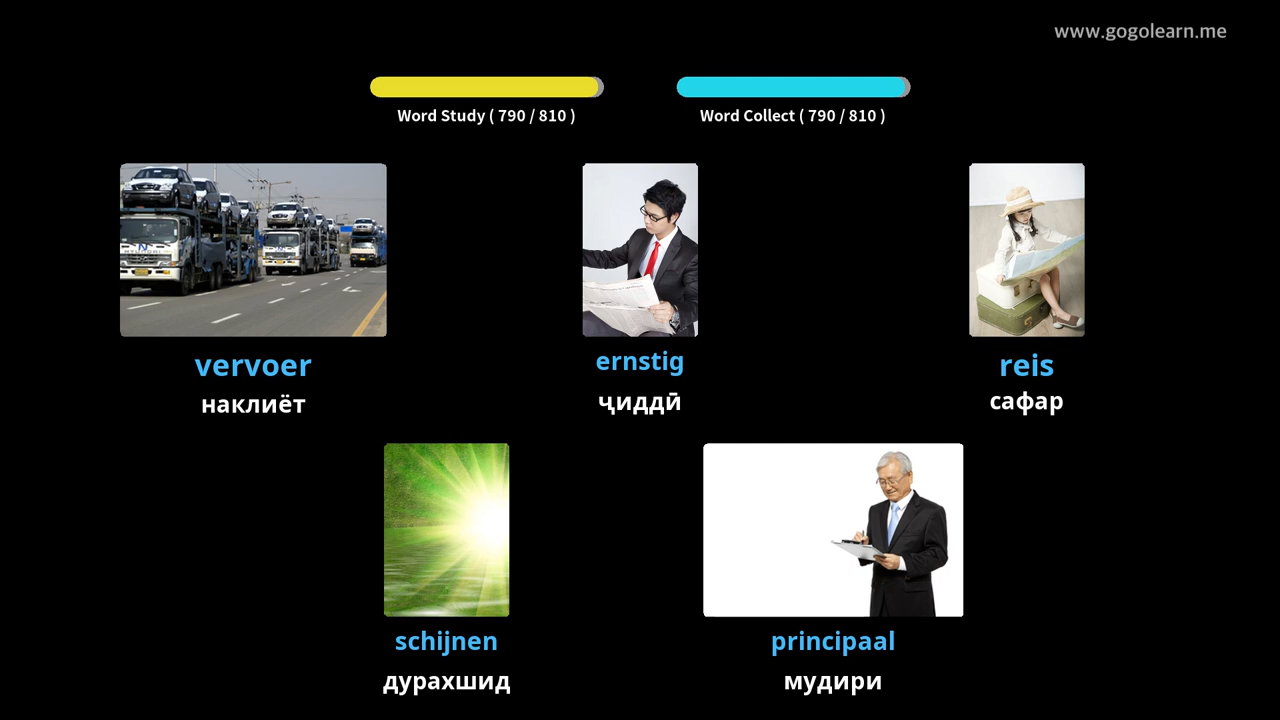 www.gogolearn.me
Word Study ( 790 / 810 )
Word Collect ( 790 / 810 )
vervoer
ernstig
reis
наклиёт
ҷиддӣ
сафар
schijnen
principaal
дурахшид
мудири